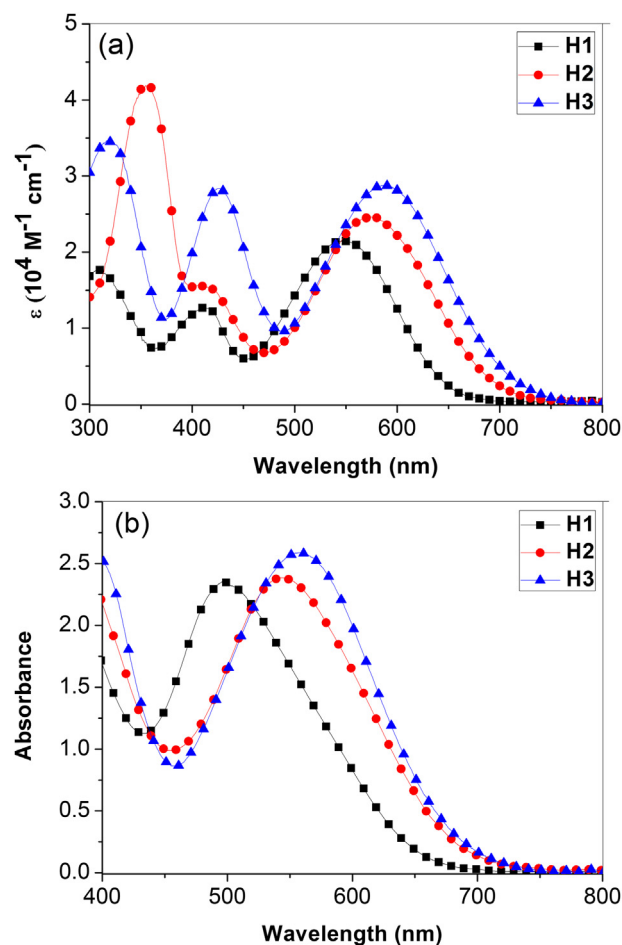 (a)
H1
H2
H3
5
4
3
2
1
0
ε (10⁴ M⁻¹ cm⁻¹)
300 400 500 600 700 800
Wavelength (nm)
(b)
H1
H2
H3
3.0
2.5
2.0
1.5
1.0
0.5
0.0
Absorbance
400 500 600 700 800
Wavelength (nm)